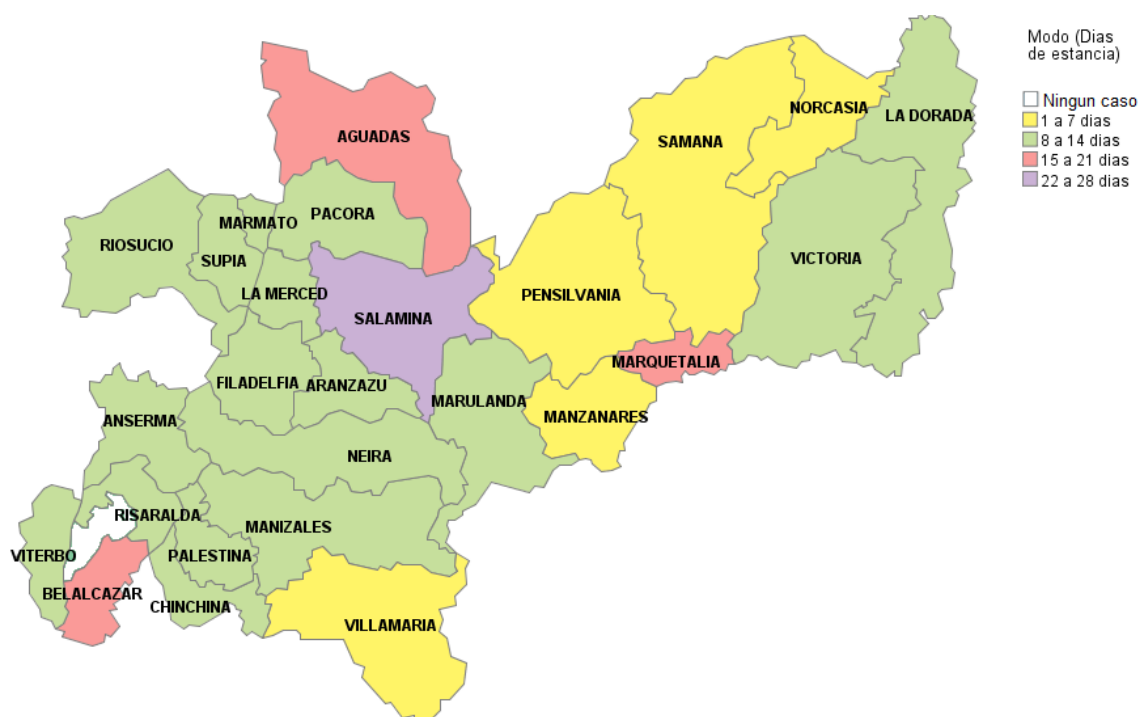 Modo (Dias
de estancia)
Ningun caso
1 a 7 dias
8 a 14 dias
15 a 21 dias
22 a 28 dias
NORCASIA
LA DORADA
AGUADAS
SAMANA
PACORA
MARMATO
RIOSUCIO
SUPIA
VICTORIA
LA MERCED
PENSILVANIA
SALAMINA
MARQUETALIA
FILADELFIA
ARANZAZU
MARULANDA
MANZANARES
ANSERMA
NEIRA
RISARALDA
MANIZALES
VITERBO
PALESTINA
BELALCAZAR
CHINCHINA
VILLAMARIA